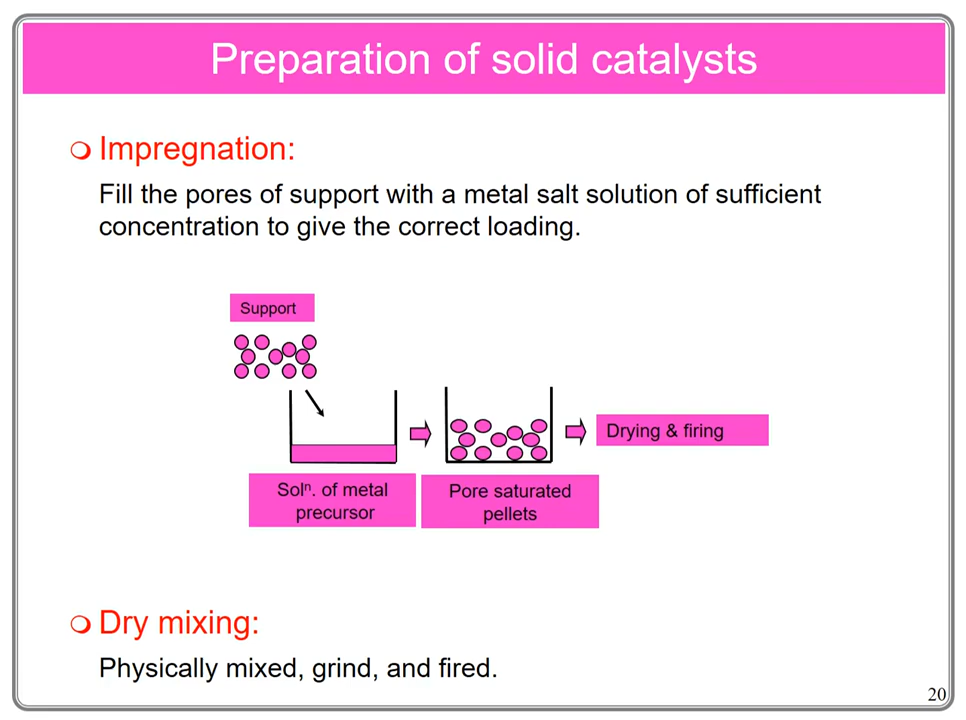 Preparation of solid catalysts
Impregnation:
Fill the pores of support with a metal salt solution of sufficient
concentration to give the correct loading.
Support
Drying & firing
Solⁿ. of metal
precursor
Pore saturated
pellets
Dry mixing:
Physically mixed, grind, and fired.
20